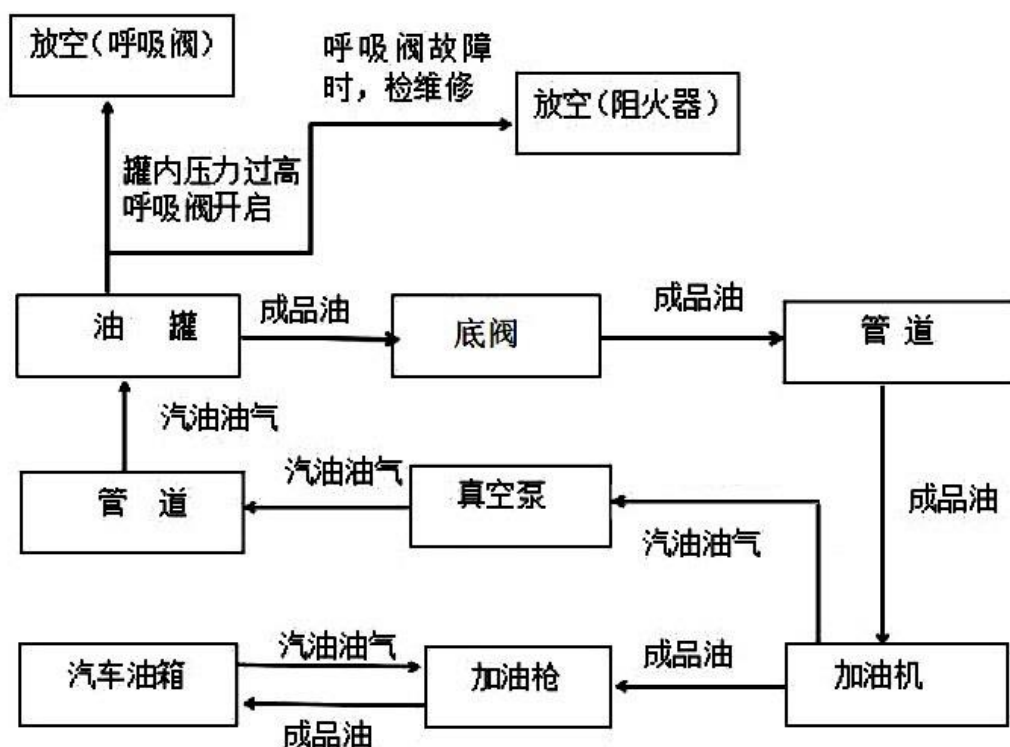 放空（呼吸阀）
呼吸阀故障
时，检维修
放空（阻火器）
罐内压力过高
呼吸阀开启
油 罐
成品油
底阀
成品油
管 道
汽油油气
成品油
管 道
汽油油气
真空泵
汽油油气
汽车油箱
汽油油气
成品油
加油枪
成品油
加油机